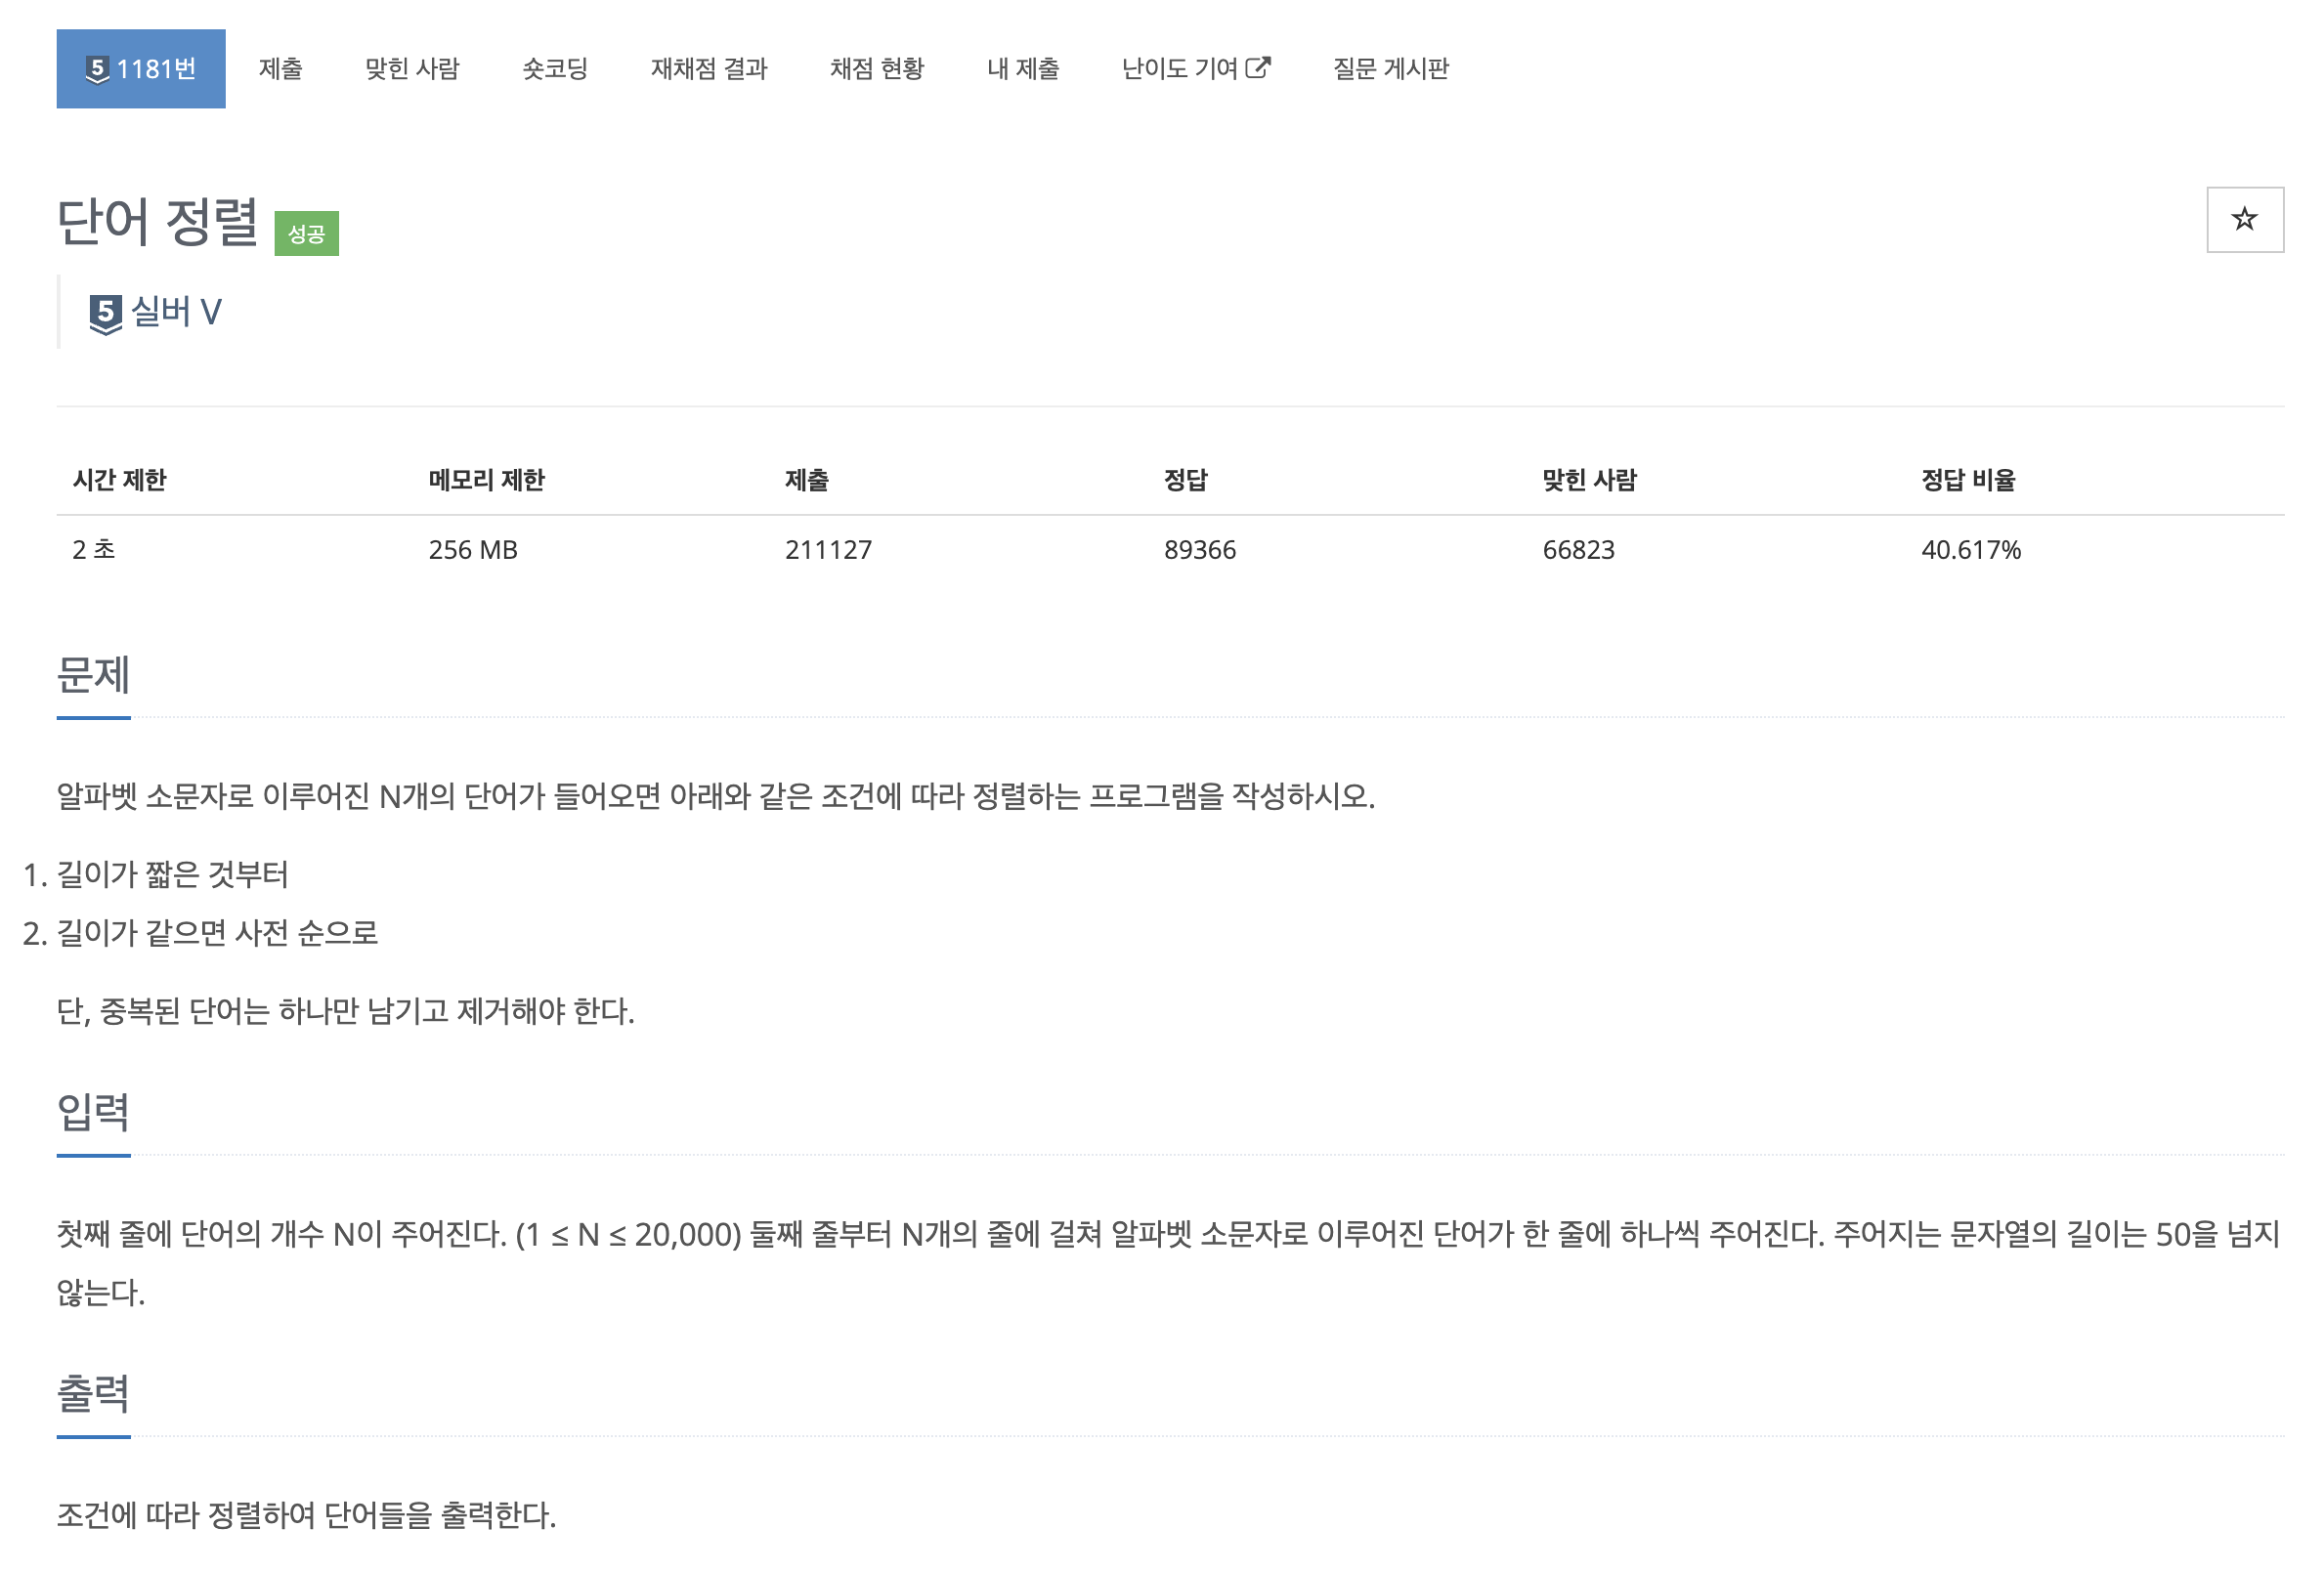 5 1181번 제출 맞힌 사람 숏코딩 재채점 결과 채점 현황 내 제출 난이도 기여 질문 게시판
단어 정렬 성공
5 실버 V
시간 제한 메모리 제한 제출 정답 맞힌 사람 정답 비율
2 초 256 MB 211127 89366 66823 40.617%
문제
알파벳 소문자로 이루어진 N개의 단어가 들어오면 아래와 같은 조건에 따라 정렬하는 프로그램을 작성하시오.
1. 길이가 짧은 것부터
2. 길이가 같으면 사전 순으로
단, 중복된 단어는 하나만 남기고 제거해야 한다.
입력
첫째 줄에 단어의 개수 N이 주어진다. (1 ≤ N ≤ 20,000) 둘째 줄부터 N개의 줄에 걸쳐 알파벳 소문자로 이루어진 단어가 한 줄에 하나씩 주어진다. 주어지는 문자열의 길이는 50을 넘지
않는다.
출력
조건에 따라 정렬하여 단어들을 출력한다.